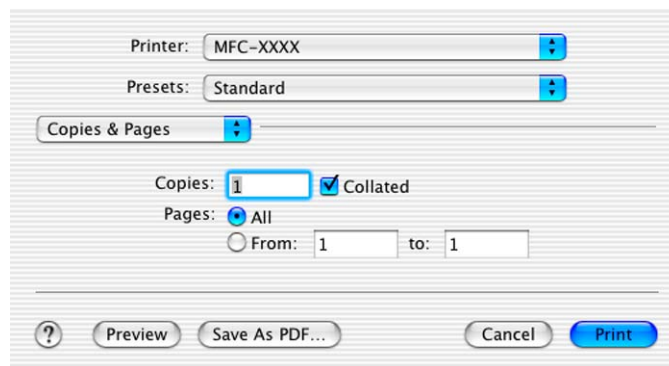 Printer: MFC-XXXX
Presets: Standard
Copies & Pages
Copies: 1 Collated
Pages: All
From: 1 to: 1
? Preview Save As PDF... Cancel Print